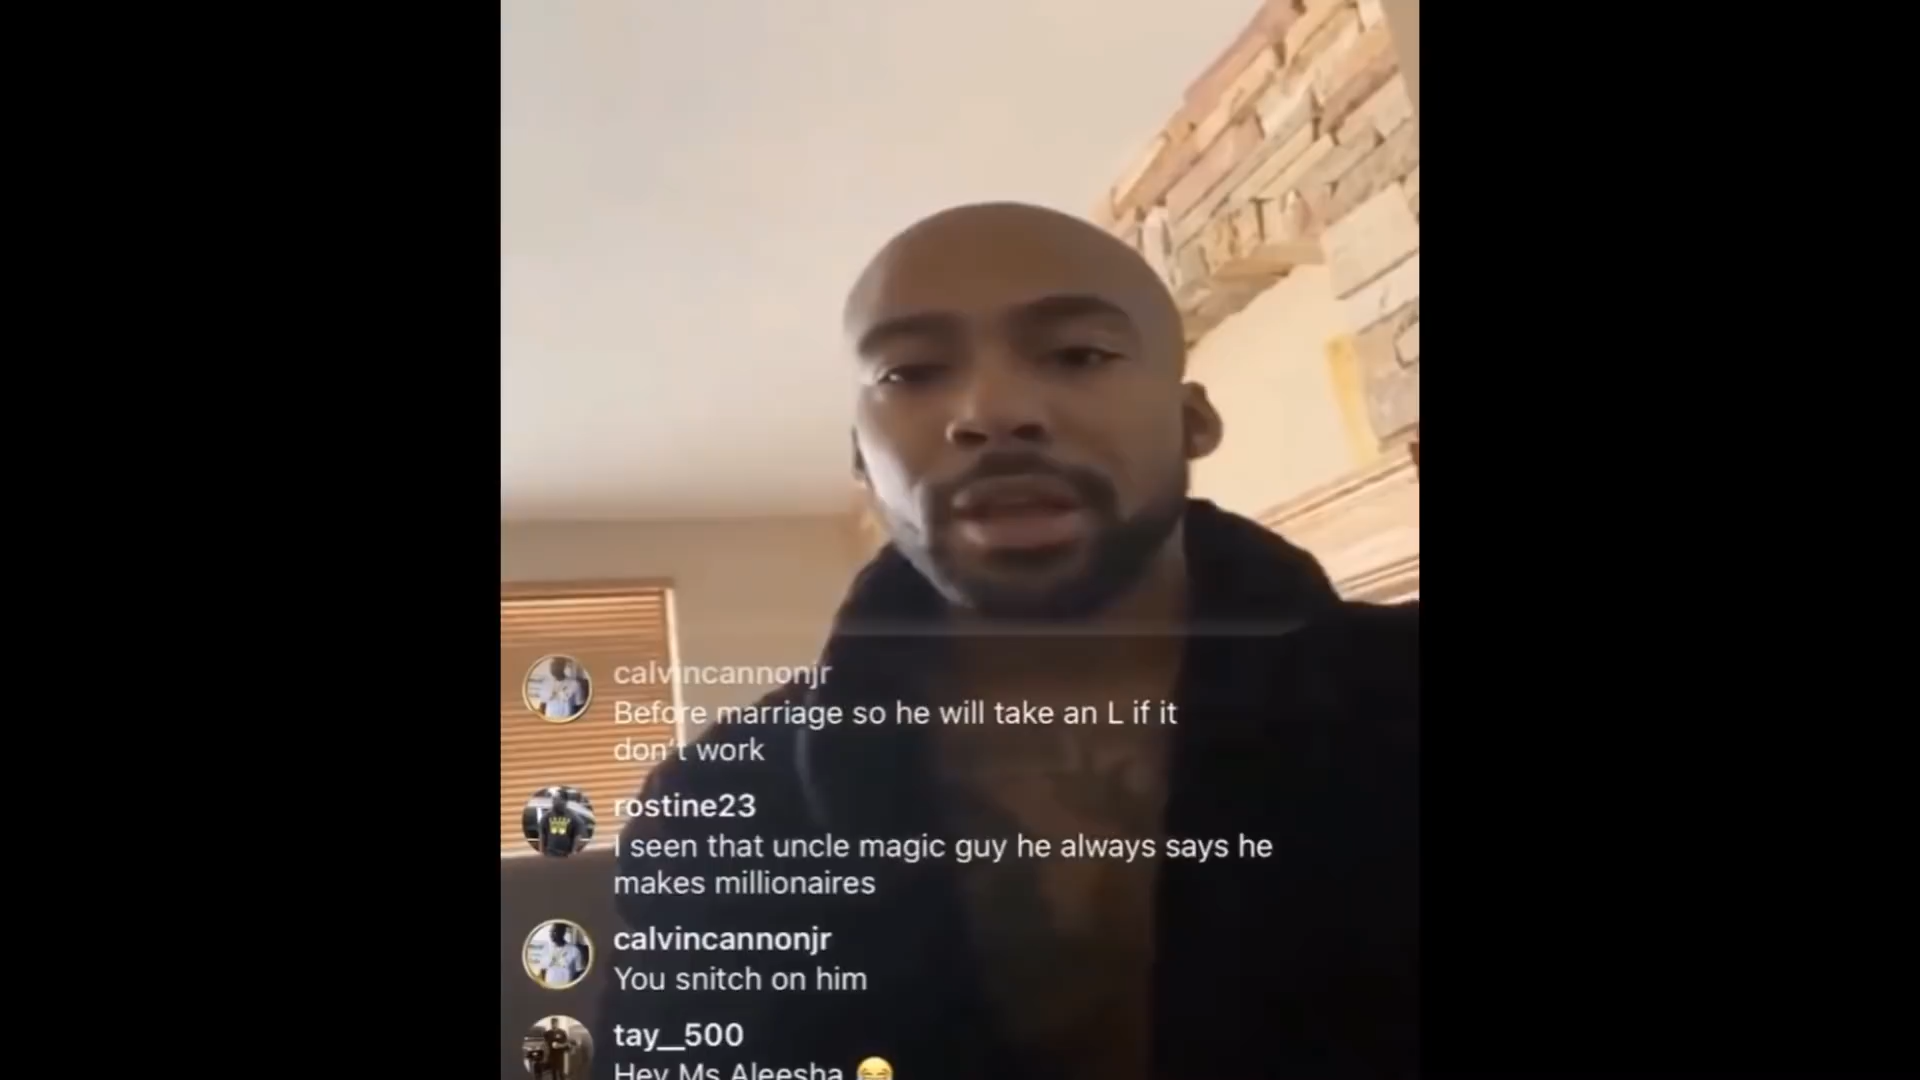 calvincannonjr
Before marriage so he will take an L if it
don't work
rostine23
I seen that uncle magic guy he always says he
makes millionaires
calvincannonjr
You snitch on him
tay__500
Hey Ms Aleesha 😂